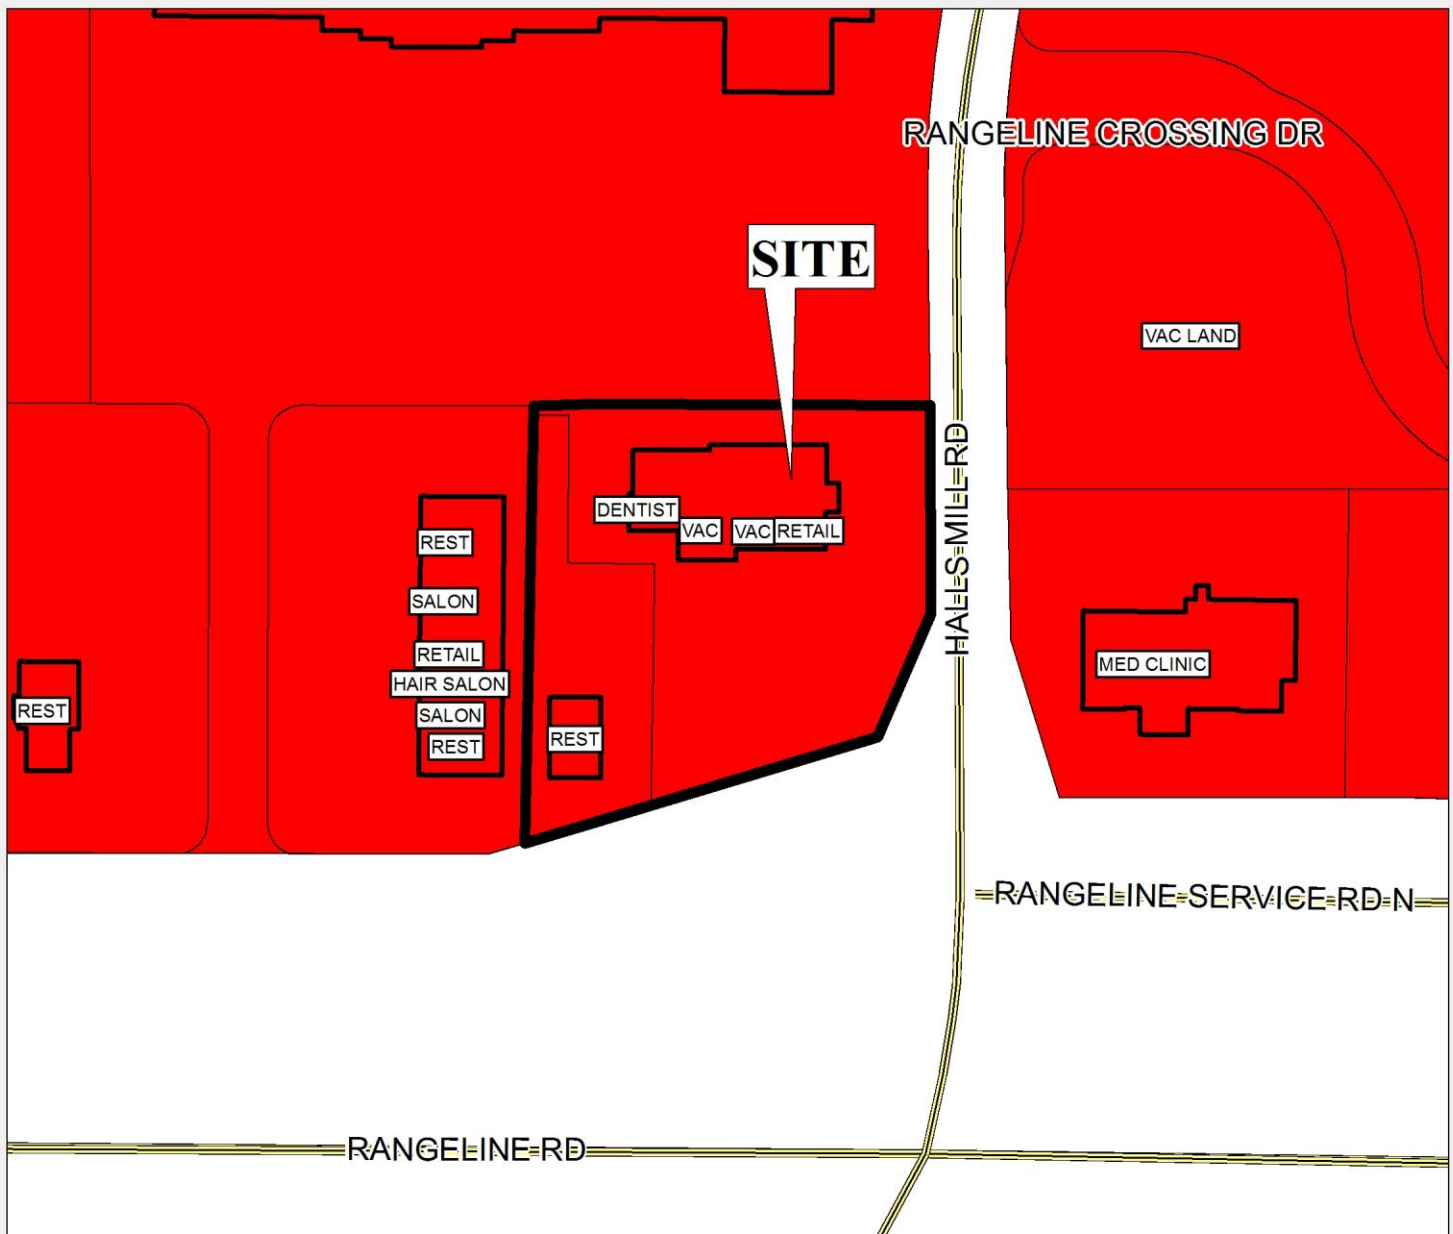 RANGELINE CROSSING DR
SITE
VAC LAND
HALLS MILL RD
DENTIST
VAC
VAC
RETAIL
REST
SALON
RETAIL
HAIR SALON
SALON
REST
REST
REST
MED CLINIC
RANGELINE SERVICE RD N
RANGELINE RD